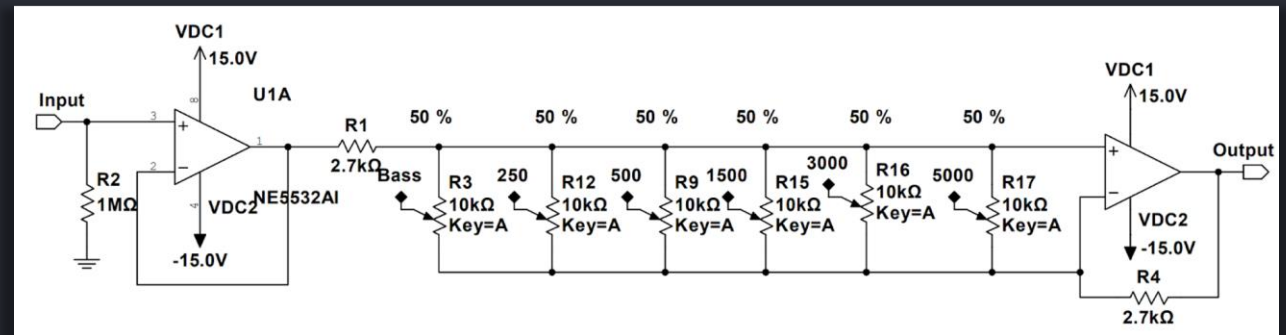 VDC1
15.0V
Input
8
U1A
3
1
2
R2
1MΩ
4
VDC2
NE5532AI
-15.0V
R1
2.7kΩ
50 %
50 %
50 %
50 %
50 %
50 %
Bass
R3
10kΩ
Key=A
250
R12
10kΩ
Key=A
500
R9
10kΩ
Key=A
1500
R15
10kΩ
Key=A
3000
R16
10kΩ
Key=A
5000
R17
10kΩ
Key=A
VDC1
15.0V
Output
VDC2
-15.0V
R4
2.7kΩ